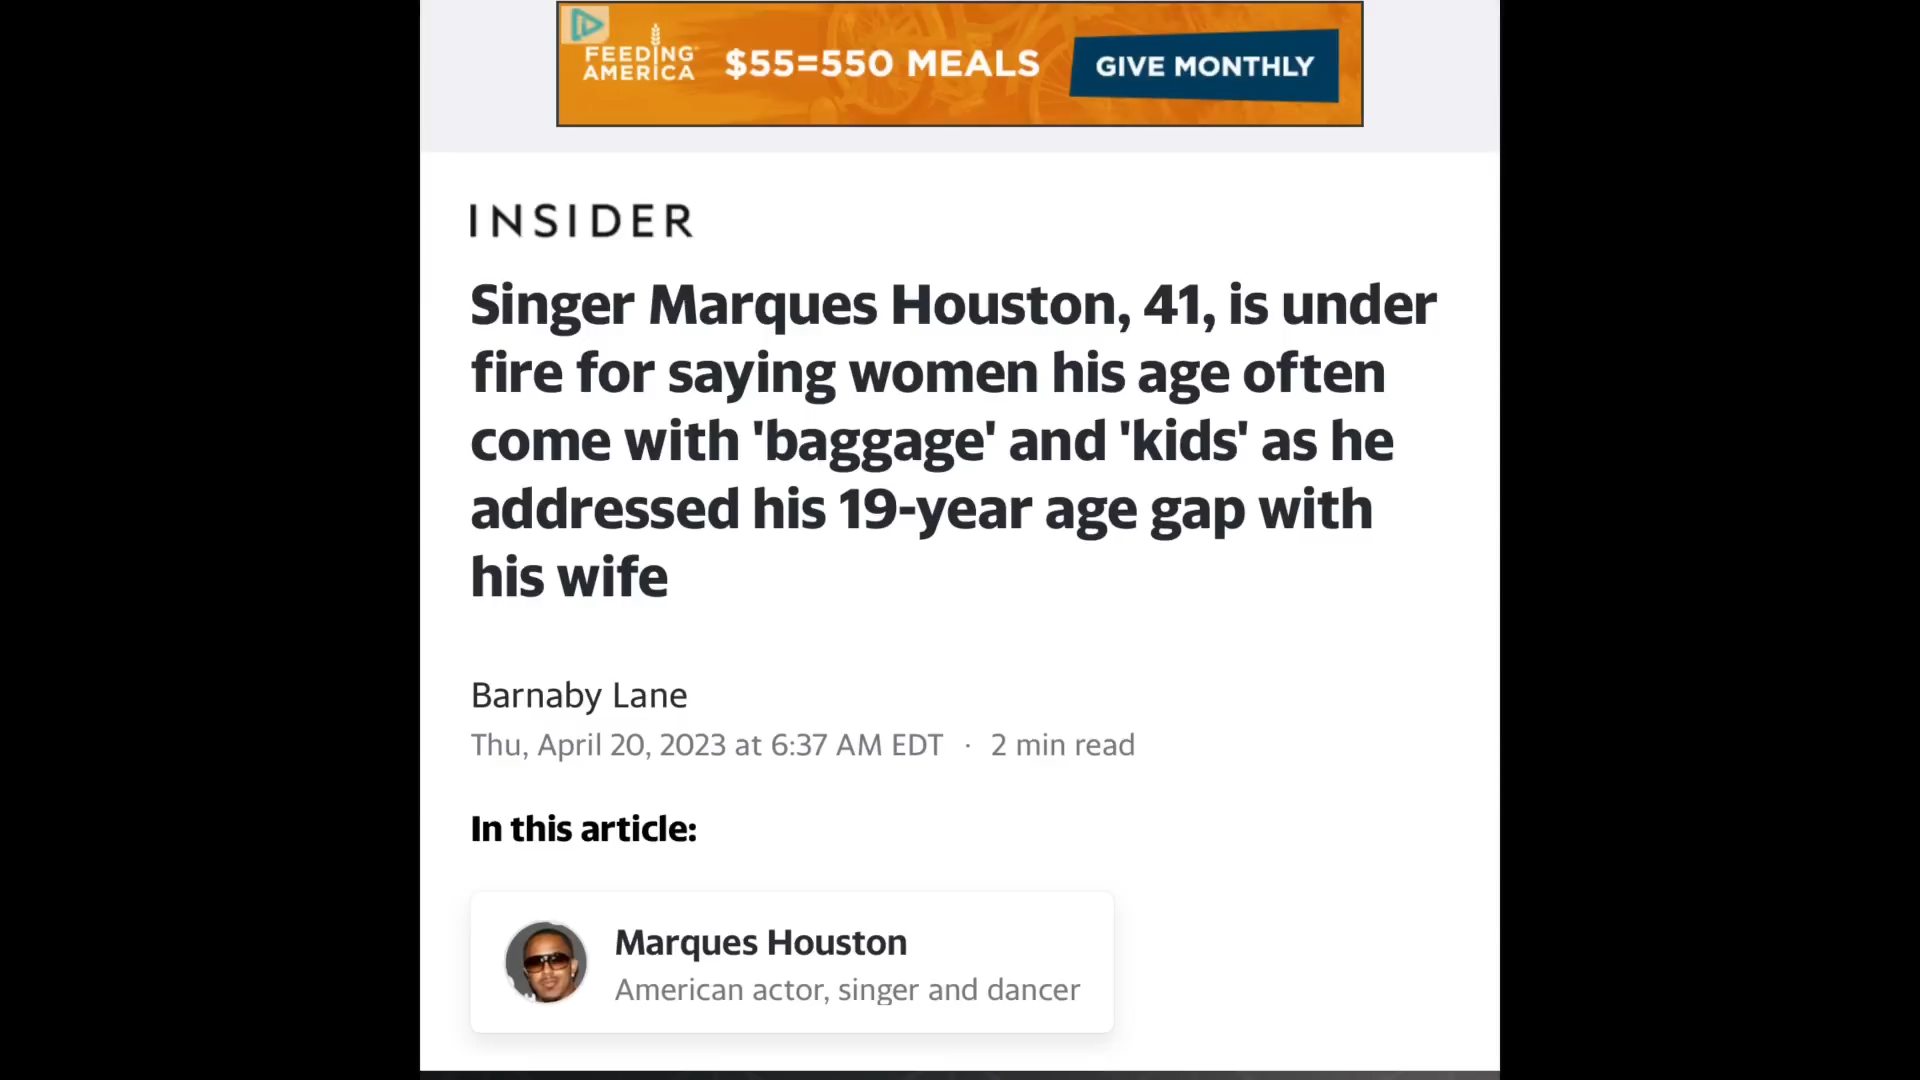 FEEDING
AMERICA
$55=550 MEALS
GIVE MONTHLY
INSIDER
Singer Marques Houston, 41, is under
fire for saying women his age often
come with 'baggage' and 'kids' as he
addressed his 19-year age gap with
his wife
Barnaby Lane
Thu, April 20, 2023 at 6:37 AM EDT · 2 min read
In this article:
Marques Houston
American actor, singer and dancer